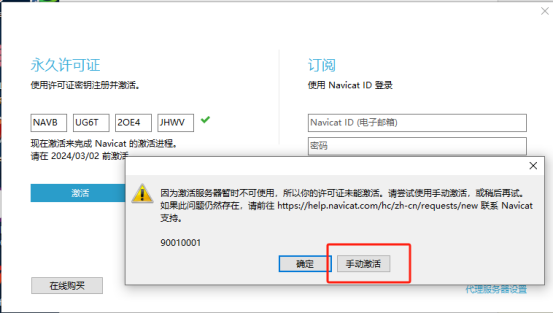 永久许可证
使用许可证密钥注册并激活。
NAVB UG6T 2OE4 JHWV
现在激活来完成 Navicat 的激活进程。
请在 2024/03/02 前激活
激活
在线购买
订阅
使用 Navicat ID 登录
Navicat ID (电子邮箱)
密码
因为激活服务器暂时不可使用，所以你的许可证未能激活。请尝试使用手动激活，或稍后再试。
如果此问题仍然存在，请前往 https://help.navicat.com/hc/zh-cn/requests/new 联系 Navicat
支持。
90010001
确定 手动激活
代理服务器设置